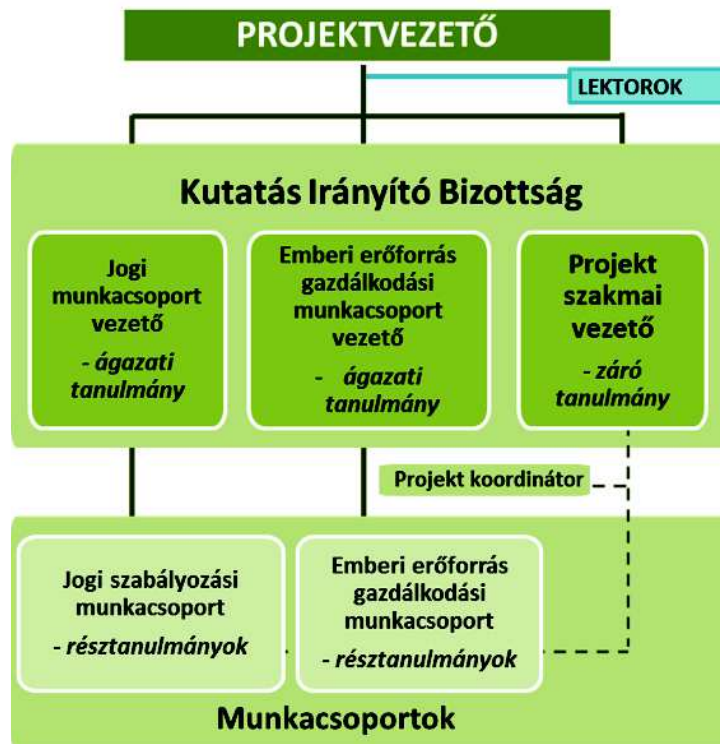 PROJEKTVEZETŐ
LEKTOROK
Kutatás Irányító Bizottság
Jogi
munkacsoport
vezető
- ágazati
tanulmány
Emberi erőforrás
gazdálkodási
munkacsoport
vezető
- ágazati
tanulmány
Projekt
szakmai
vezető
- záró
tanulmány
Projekt koordinátor
Jogi szabályozási
munkacsoport
- résztanulmányok
Emberi erőforrás
gazdálkodási
munkacsoport
- résztanulmányok
Munkacsoportok